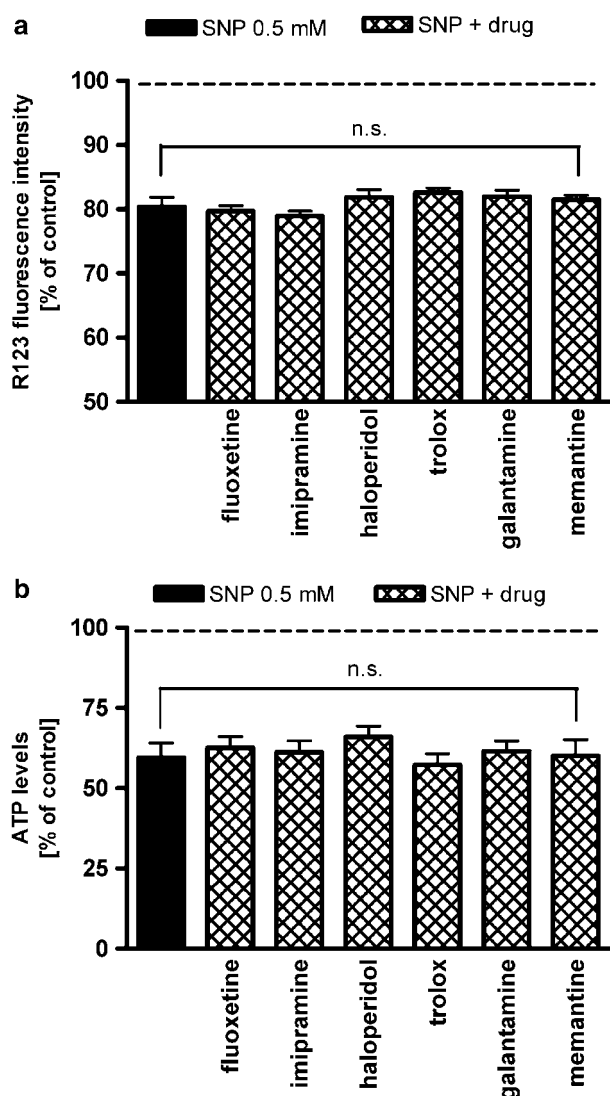 a
SNP 0.5 mM
SNP + drug
R123 fluorescence intensity
[% of control]
100
90
80
70
60
50
n.s.
fluoxetine
imipramine
haloperidol
trolox
galantamine
memantine
b
SNP 0.5 mM
SNP + drug
ATP levels
[% of control]
100
75
50
25
0
n.s.
fluoxetine
imipramine
haloperidol
trolox
galantamine
memantine